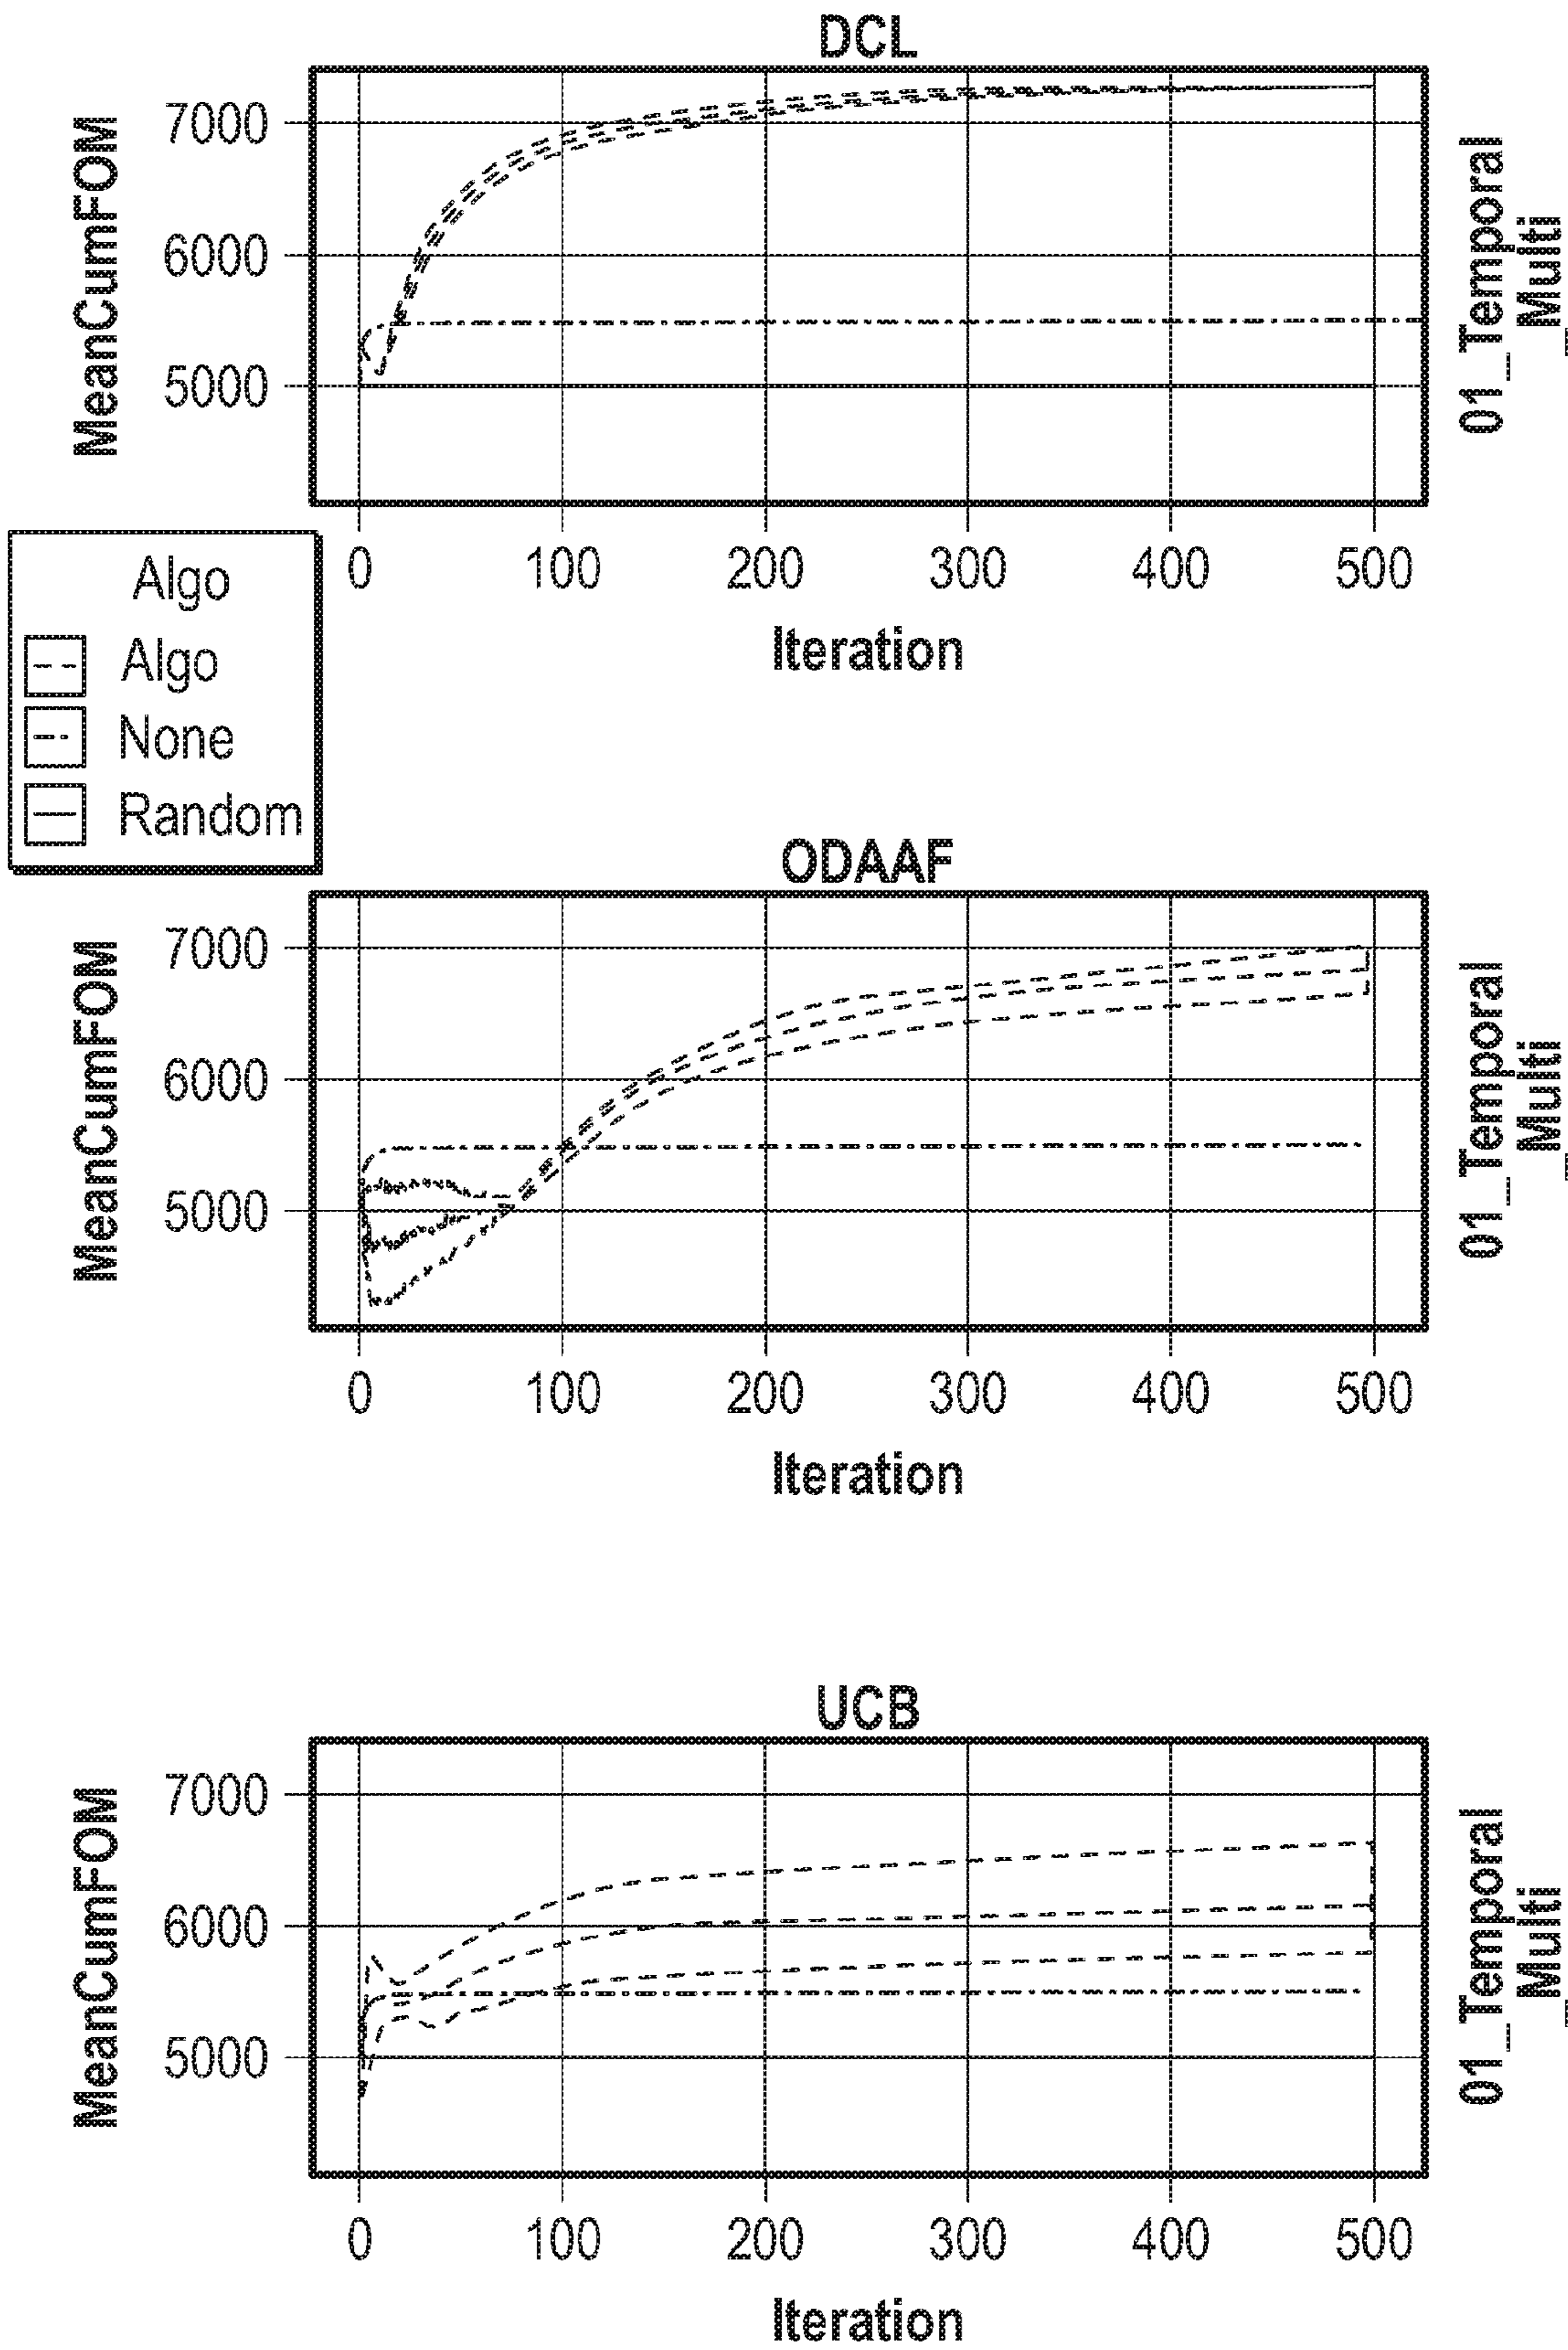 DCL
MeanCumFOM
7000
6000
5000
0 100 200 300 400 500
Iteration
01_Temporal
_Multi
Algo
Algo
None
Random
ODAAF
MeanCumFOM
7000
6000
5000
0 100 200 300 400 500
Iteration
01_Temporal
_Multi
UCB
MeanCumFOM
7000
6000
5000
0 100 200 300 400 500
Iteration
01_Temporal
_Multi